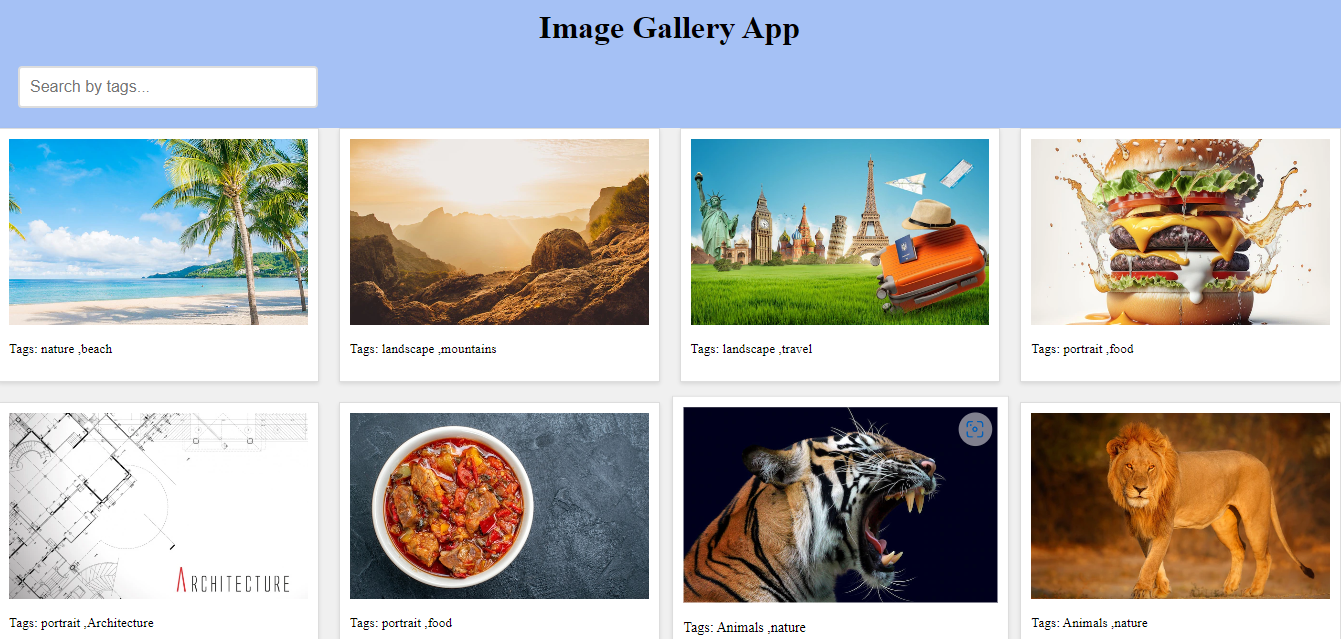 Image Gallery App
Search by tags...
Tags: nature ,beach
Tags: landscape ,mountains
Tags: landscape ,travel
Tags: portrait ,food
ARCHITECTURE
Tags: portrait ,Architecture
Tags: portrait ,food
Tags: Animals ,nature
Tags: Animals ,nature